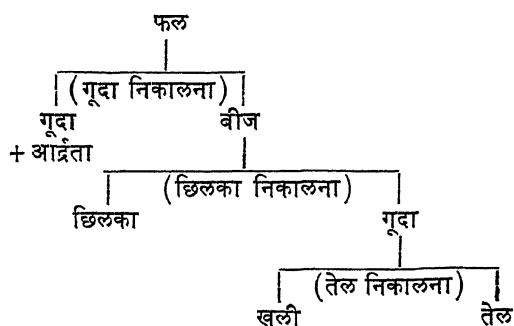 फल
(गूदा निकालना)
गूदा बीज
+ आर्द्रता
(छिलका निकालना)
छिलका गूदा
(तेल निकालना)
खली तेल